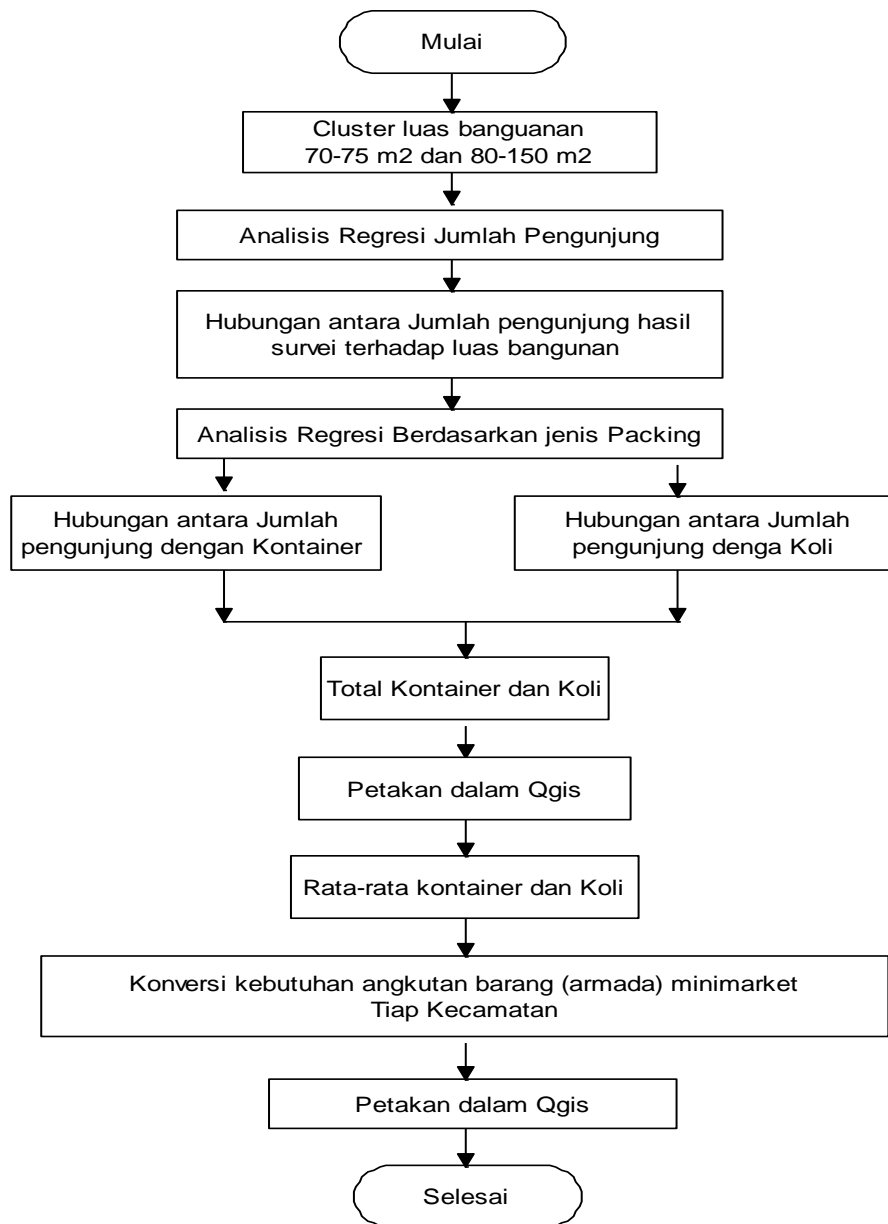 Mulai
Cluster luas banguanan
70-75 m2 dan 80-150 m2
Analisis Regresi Jumlah Pengunjung
Hubungan antara Jumlah pengunjung hasil
survei terhadap luas bangunan
Analisis Regresi Berdasarkan jenis Packing
Hubungan antara Jumlah
pengunjung dengan Kontainer
Hubungan antara Jumlah
pengunjung denga Koli
Total Kontainer dan Koli
Petakan dalam Qgis
Rata-rata kontainer dan Koli
Konversi kebutuhan angkutan barang (armada) minimarket
Tiap Kecamatan
Petakan dalam Qgis
Selesai